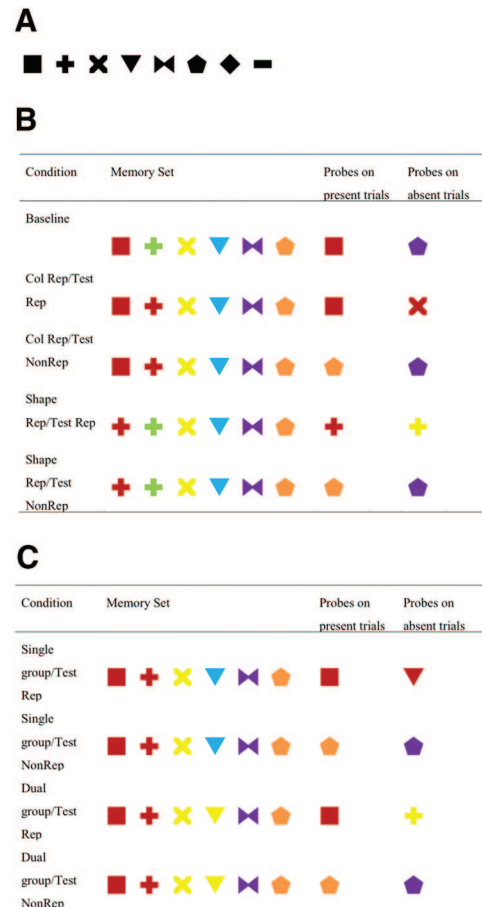 A
B
Condition Memory Set Probes on present trials Probes on absent trials
Baseline
Col Rep/Test
Rep
Col Rep/Test
NonRep
Shape
Rep/Test Rep
Shape
Rep/Test
NonRep
C
Condition Memory Set Probes on present trials Probes on absent trials
Single
group/Test
Rep
Single
group/Test
NonRep
Dual
group/Test
Rep
Dual
group/Test
NonRep